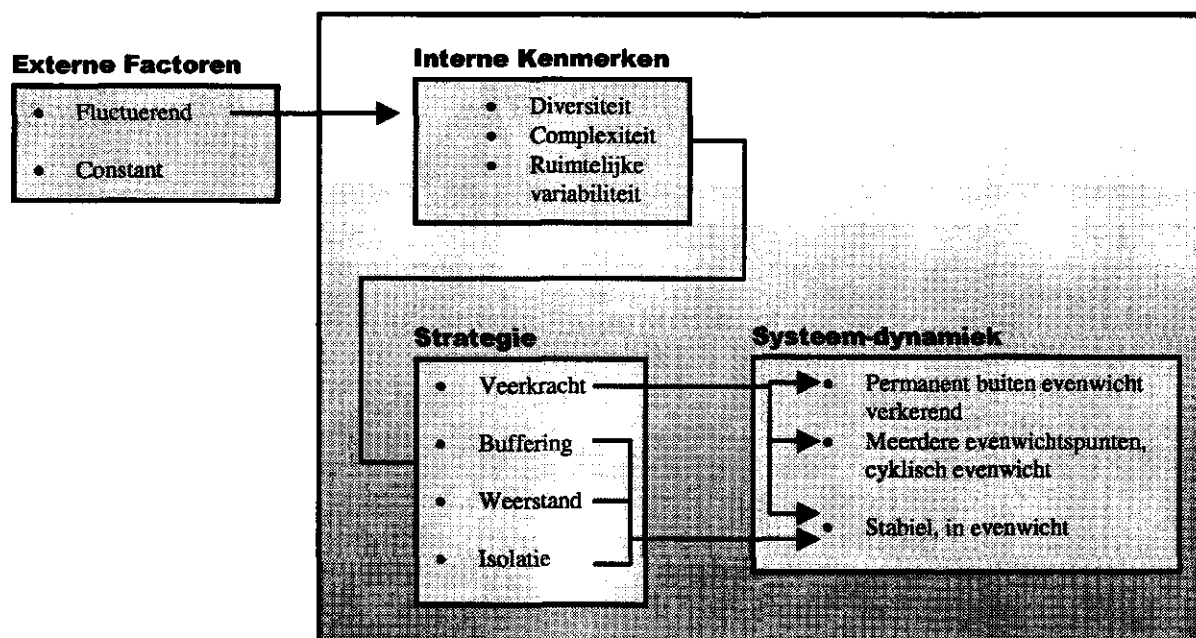 Externe Factoren
• Fluctuerend
• Constant
Interne Kenmerken
• Diversiteit
• Complexiteit
• Ruimtelijke
variabiliteit
Strategie
• Veerkracht
• Buffering
• Weerstand
• Isolatie
Systeem-dynamiek
• Permanent buiten evenwicht
verkerend
• Meerdere evenwichtspunten,
cyklisch evenwicht
• Stabiel, in evenwicht